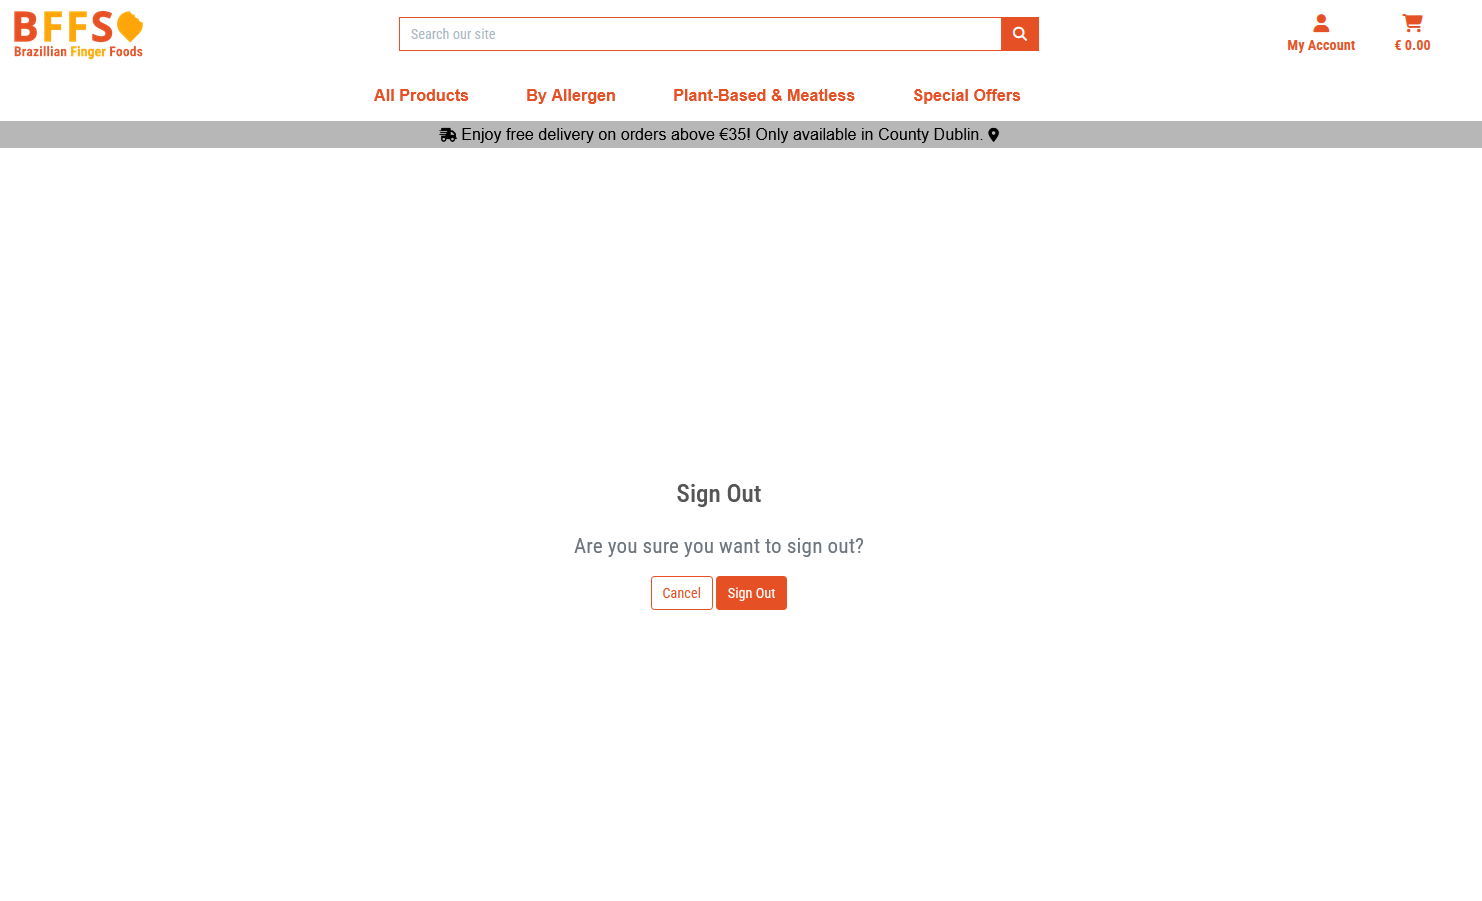 BFFS
Brazillian Finger Foods
Search our site
My Account
€ 0.00
All Products
By Allergen
Plant-Based & Meatless
Special Offers
Enjoy free delivery on orders above €35! Only available in County Dublin.
Sign Out
Are you sure you want to sign out?
Cancel
Sign Out